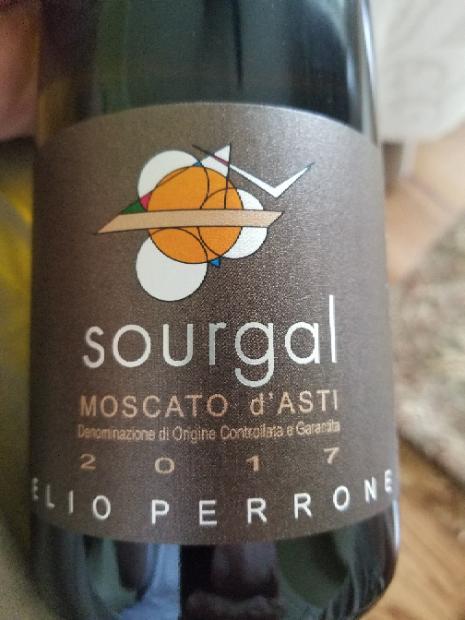 sourgal
MOSCATO d'ASTI
Denominazione di Origine Controllata e Garantita
2017
ELIO PERRONE